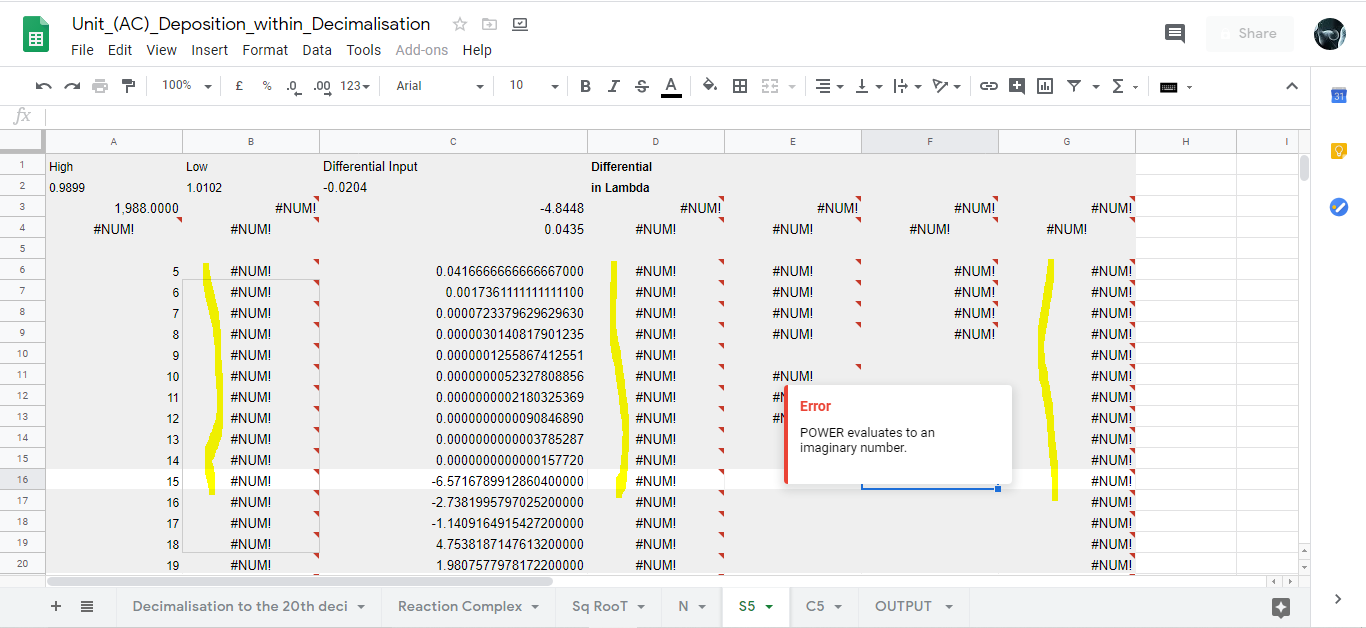 Unit_(AC)_Deposition_within_Decimalisation
File Edit View Insert Format Data Tools Add-ons Help
Share
100% £ % .0 .00 123 Arial 10 B I S A Σ
31
fx
A B C D E F G H I
1 High Low Differential Input Differential
2 0.9899 1.0102 -0.0204 in Lambda
3 1,988.0000 #NUM! -4.8448 #NUM! #NUM! #NUM! #NUM!
4 #NUM! #NUM! 0.0435 #NUM! #NUM! #NUM! #NUM!
5
6 5 #NUM! 0.0416666666666667000 #NUM! #NUM! #NUM! #NUM!
7 6 #NUM! 0.0017361111111111100 #NUM! #NUM! #NUM! #NUM!
8 7 #NUM! 0.0000723379629629630 #NUM! #NUM! #NUM! #NUM!
9 8 #NUM! 0.0000030140817901235 #NUM! #NUM! #NUM! #NUM!
10 9 #NUM! 0.0000001255867412551 #NUM! #NUM!
11 10 #NUM! 0.0000000052327808856 #NUM! #NUM! #NUM!
12 11 #NUM! 0.0000000002180325369 #NUM! #NUM!
13 12 #NUM! 0.0000000000090846890 #NUM! #NUM!
14 13 #NUM! 0.0000000000003785287 #NUM! #NUM!
15 14 #NUM! 0.0000000000000157720 #NUM! #NUM!
16 15 #NUM! -6.5716789912860400000 #NUM! #NUM!
17 16 #NUM! -2.7381995797025200000 #NUM! #NUM!
18 17 #NUM! -1.1409164915427200000 #NUM! #NUM!
19 18 #NUM! 4.7538187147613200000 #NUM! #NUM!
20 19 #NUM! 1.9807577978172200000 #NUM! #NUM!
Error
POWER evaluates to an
imaginary number.
Decimalisation to the 20th deci Reaction Complex Sq RooT N S5 C5 OUTPUT